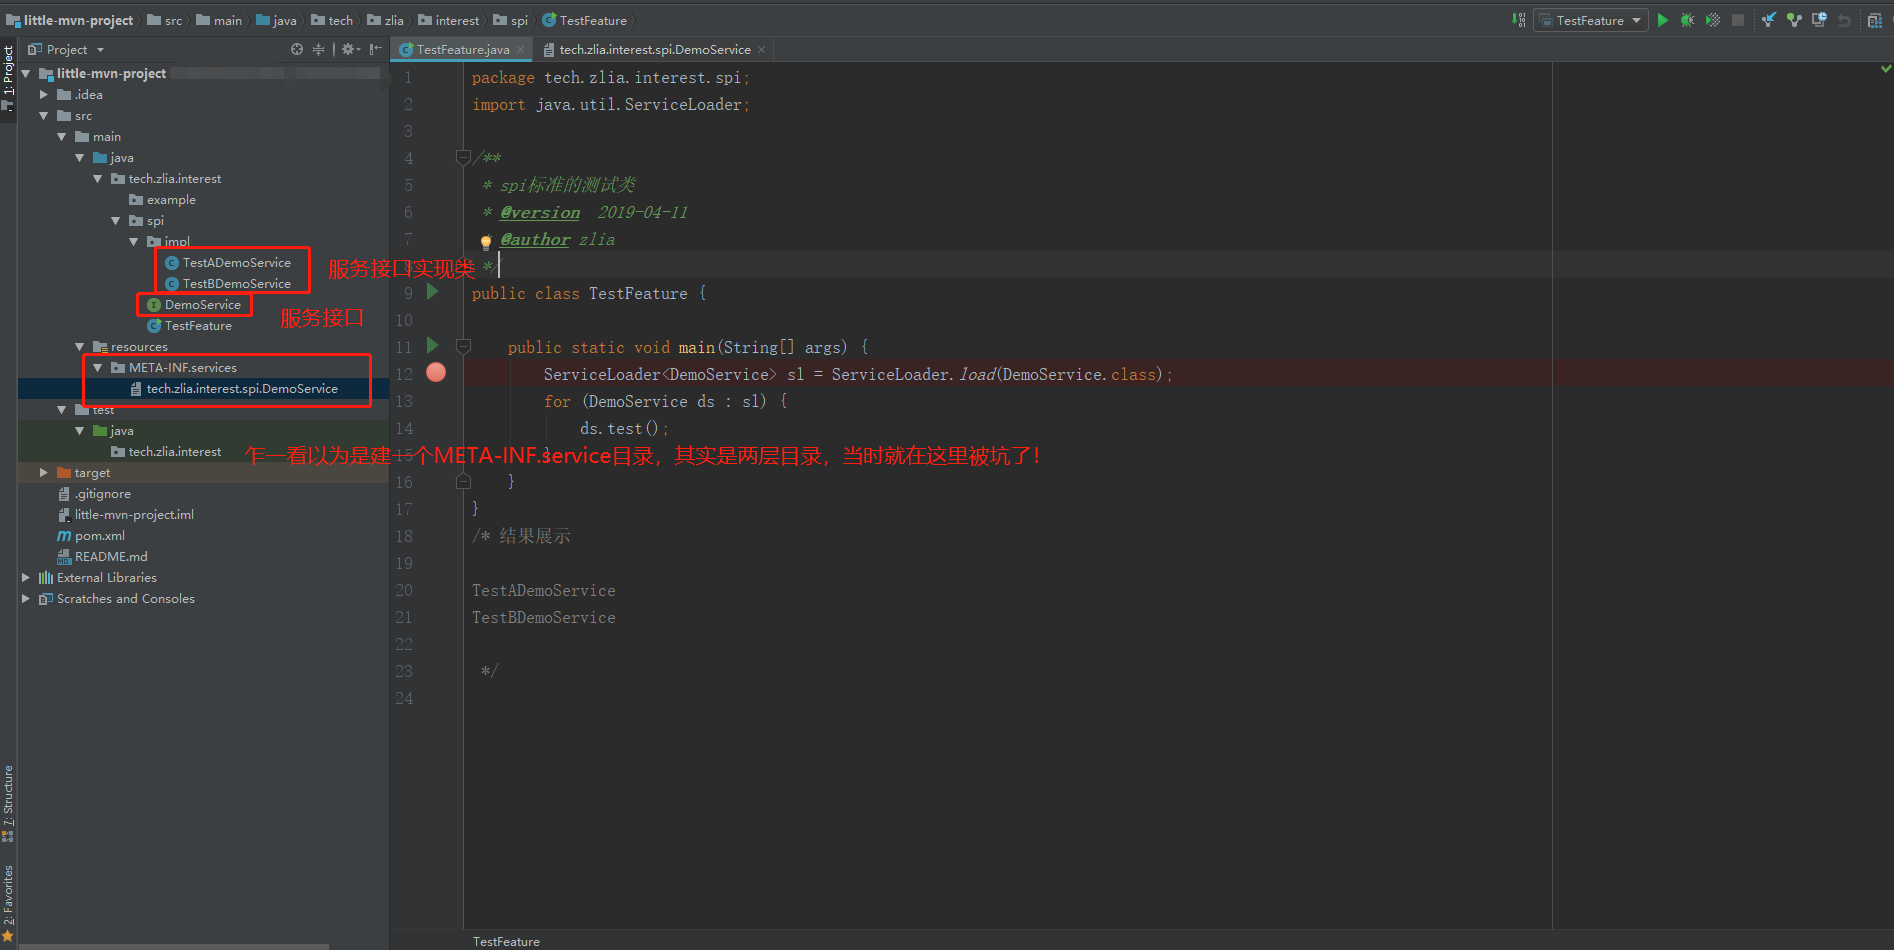 little-mvn-project src main java tech zlia interest spi TestFeature
TestFeature
Project
TestFeature.java
tech.zlia.interest.spi.DemoService
1: Project
7: Structure
2: Favorites
little-mvn-project
.idea
src
main
java
tech.zlia.interest
example
spi
impl
TestADemoService
TestBDemoService
服务接口实现类
DemoService
服务接口
TestFeature
resources
META-INF.services
tech.zlia.interest.spi.DemoService
test
java
tech.zlia.interest
乍一看以为是建一个META-INF.service目录，其实是两层目录，当时就在这里被坑了！
target
.gitignore
little-mvn-project.iml
pom.xml
README.md
External Libraries
Scratches and Consoles
1 package tech.zlia.interest.spi;
2 import java.util.ServiceLoader;
3
4 /**
5 * spi标准的测试类
6 * @version 2019-04-11
7 * @author zlia
8 */
9 public class TestFeature {
10
11 public static void main(String[] args) {
12 ServiceLoader<DemoService> sl = ServiceLoader.load(DemoService.class);
13 for (DemoService ds : sl) {
14 ds.test();
15 }
16 }
17 }
18 /* 结果展示
19
20 TestADemoService
21 TestBDemoService
22
23 */
24
TestFeature